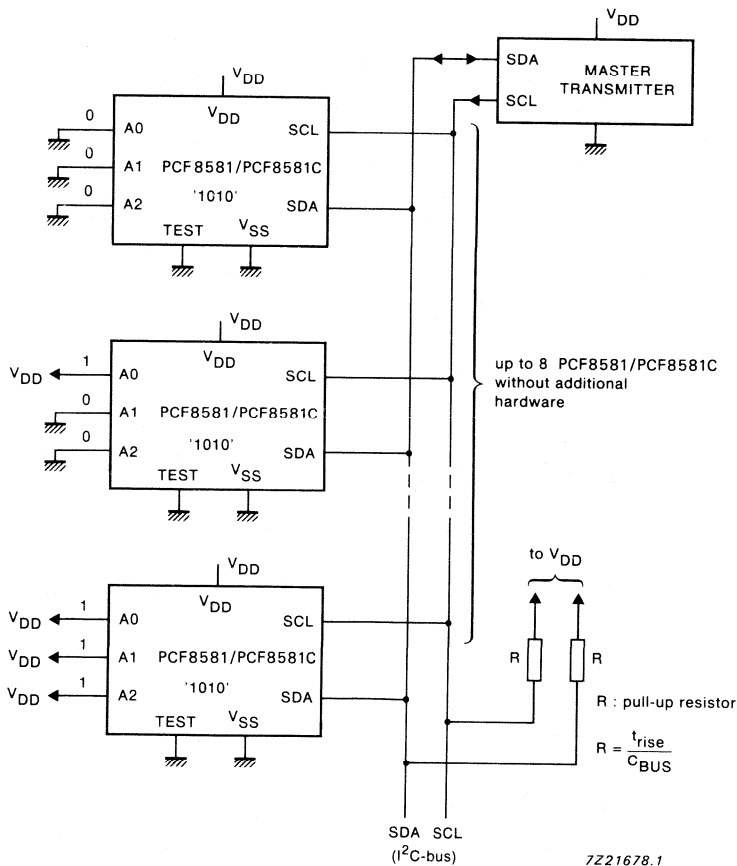 VDD
SDA
MASTER
TRANSMITTER
SCL
VDD
VDD
0
A0
SCL
0
A1
PCF8581/PCF8581C
0
A2
'1010'
SDA
TEST
VSS
VDD
VDD
VDD
1
A0
SCL
0
A1
PCF8581/PCF8581C
0
A2
'1010'
SDA
TEST
VSS
up to 8 PCF8581/PCF8581C
without additional
hardware
to VDD
VDD
VDD
VDD
1
A0
SCL
VDD
1
A1
PCF8581/PCF8581C
VDD
1
A2
'1010'
SDA
TEST
VSS
R
R
R : pull-up resistor
R = trise
CBUS
SDA SCL
(I²C-bus)
7Z21678.1